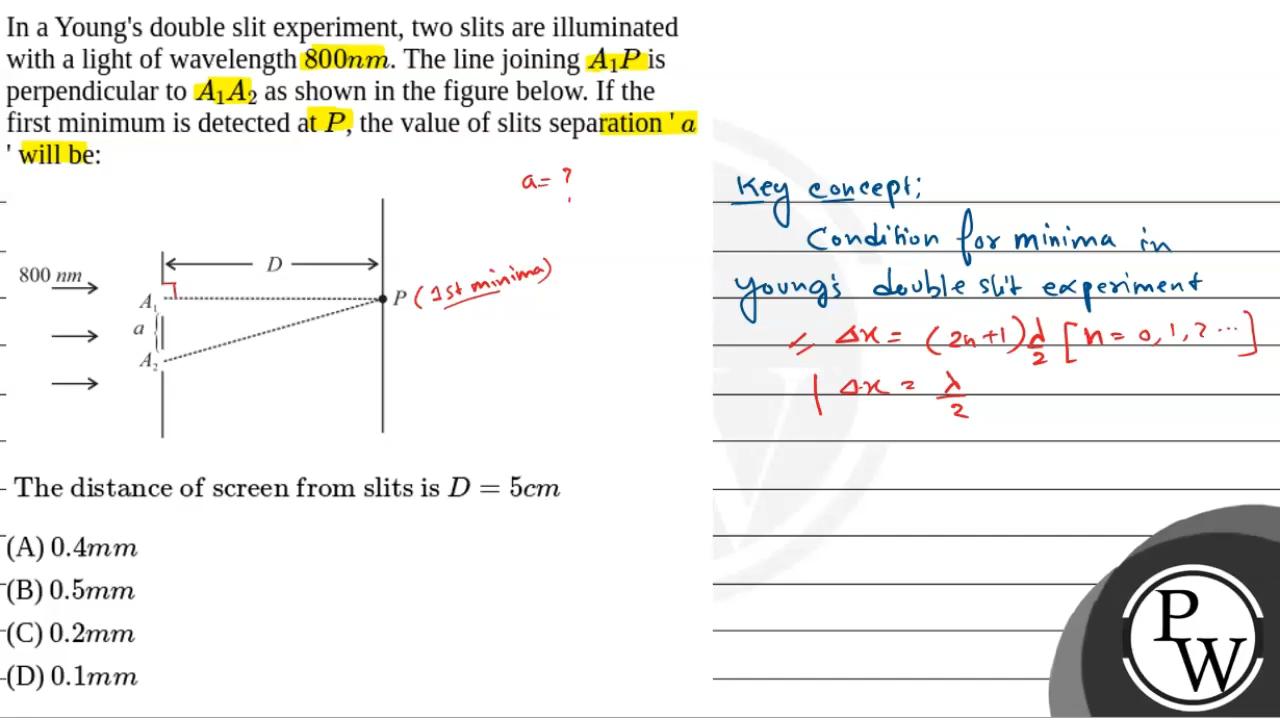 In a Young's double slit experiment, two slits are illuminated
with a light of wavelength 800nm. The line joining A₁P is
perpendicular to A₁A₂ as shown in the figure below. If the
first minimum is detected at P, the value of slits separation ' a
' will be:
a = ?
Key concept;
Condition for minima in
young's double slit experiment
Δx = (2n+1) λ/2 [n = 0, 1, 2 ...]
Δx = λ/2
D
800 nm
A₁
P (1st minima)
a
A₂
The distance of screen from slits is D = 5cm
(A) 0.4mm
(B) 0.5mm
(C) 0.2mm
(D) 0.1mm
P
W